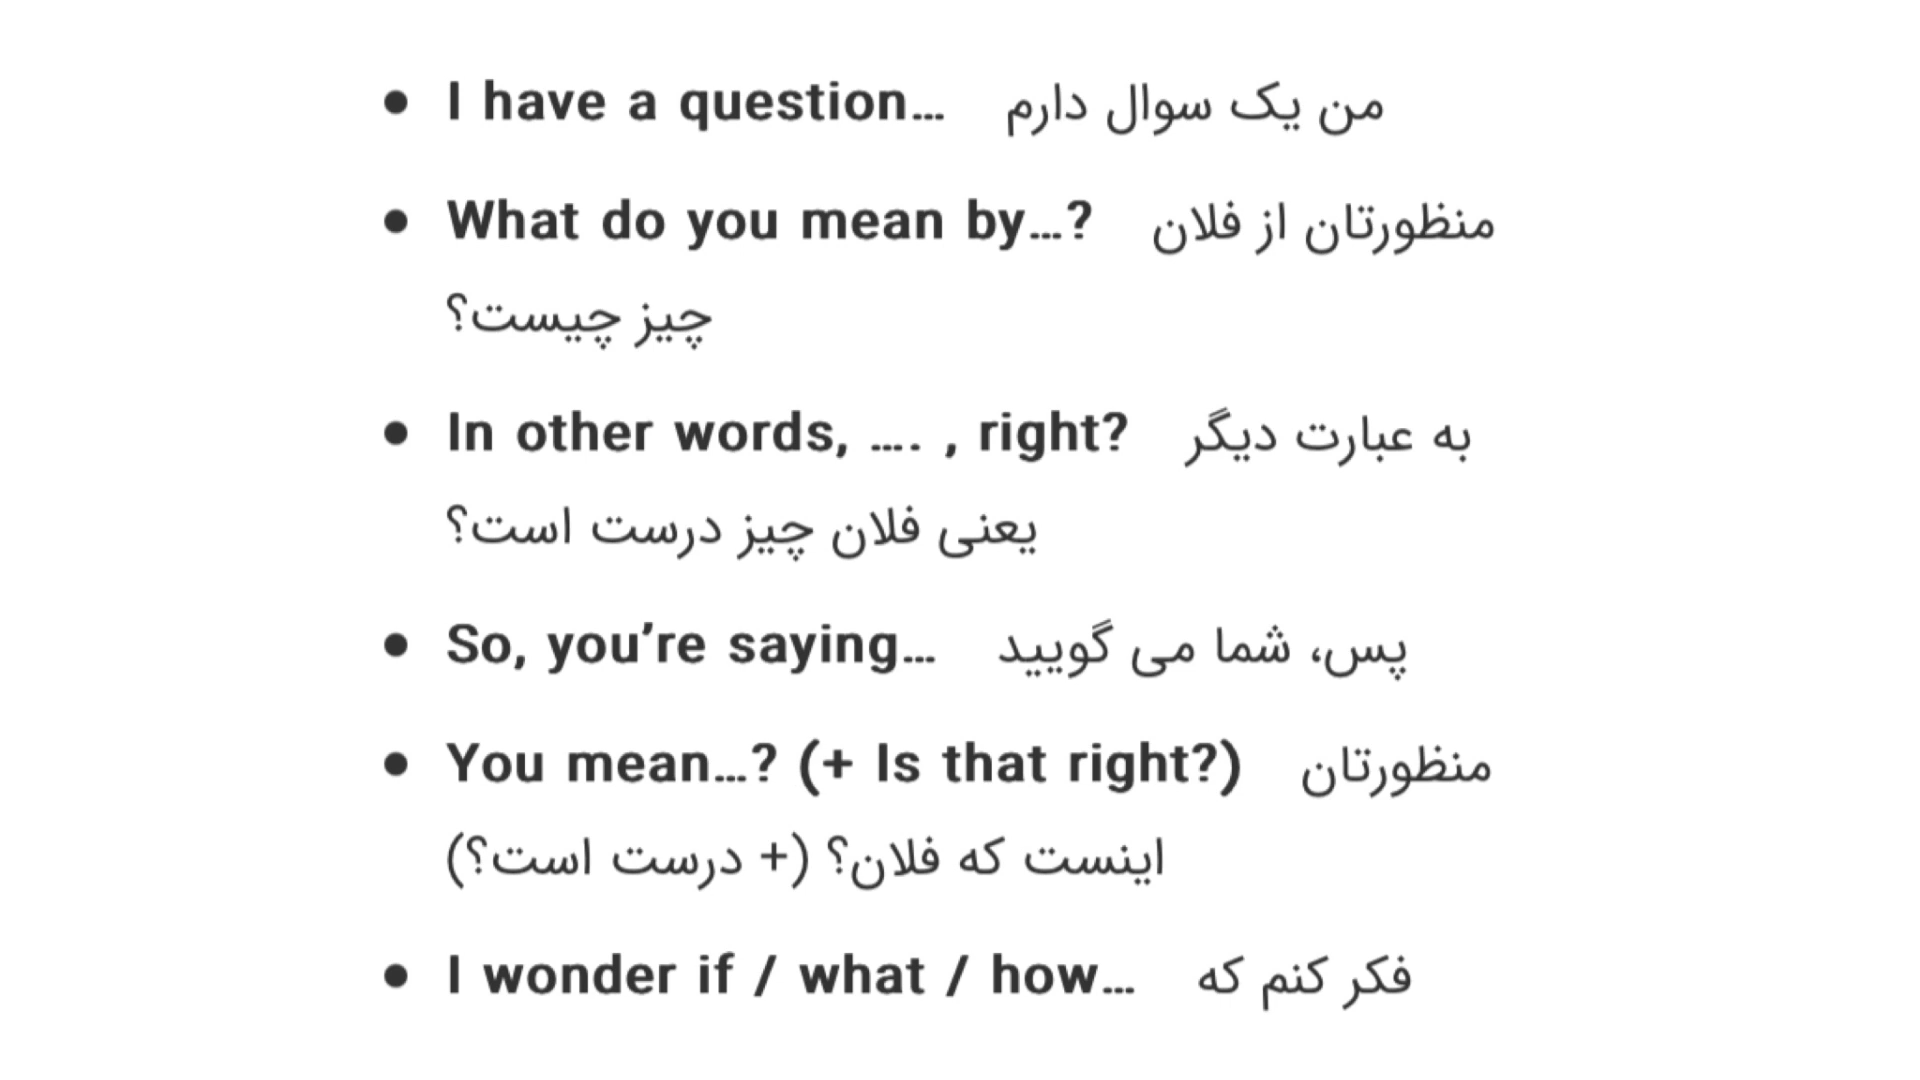 • I have a question… من یک سوال دارم
• What do you mean by…? منظورتان از فلان
چیز چیست؟
• In other words, …. , right? به عبارت دیگر
یعنی فلان چیز درست است؟
• So, you’re saying… پس، شما می گویید
• You mean…? (+ Is that right?) منظورتان
اینست که فلان؟ (+ درست است؟)
• I wonder if / what / how… فکر کنم که